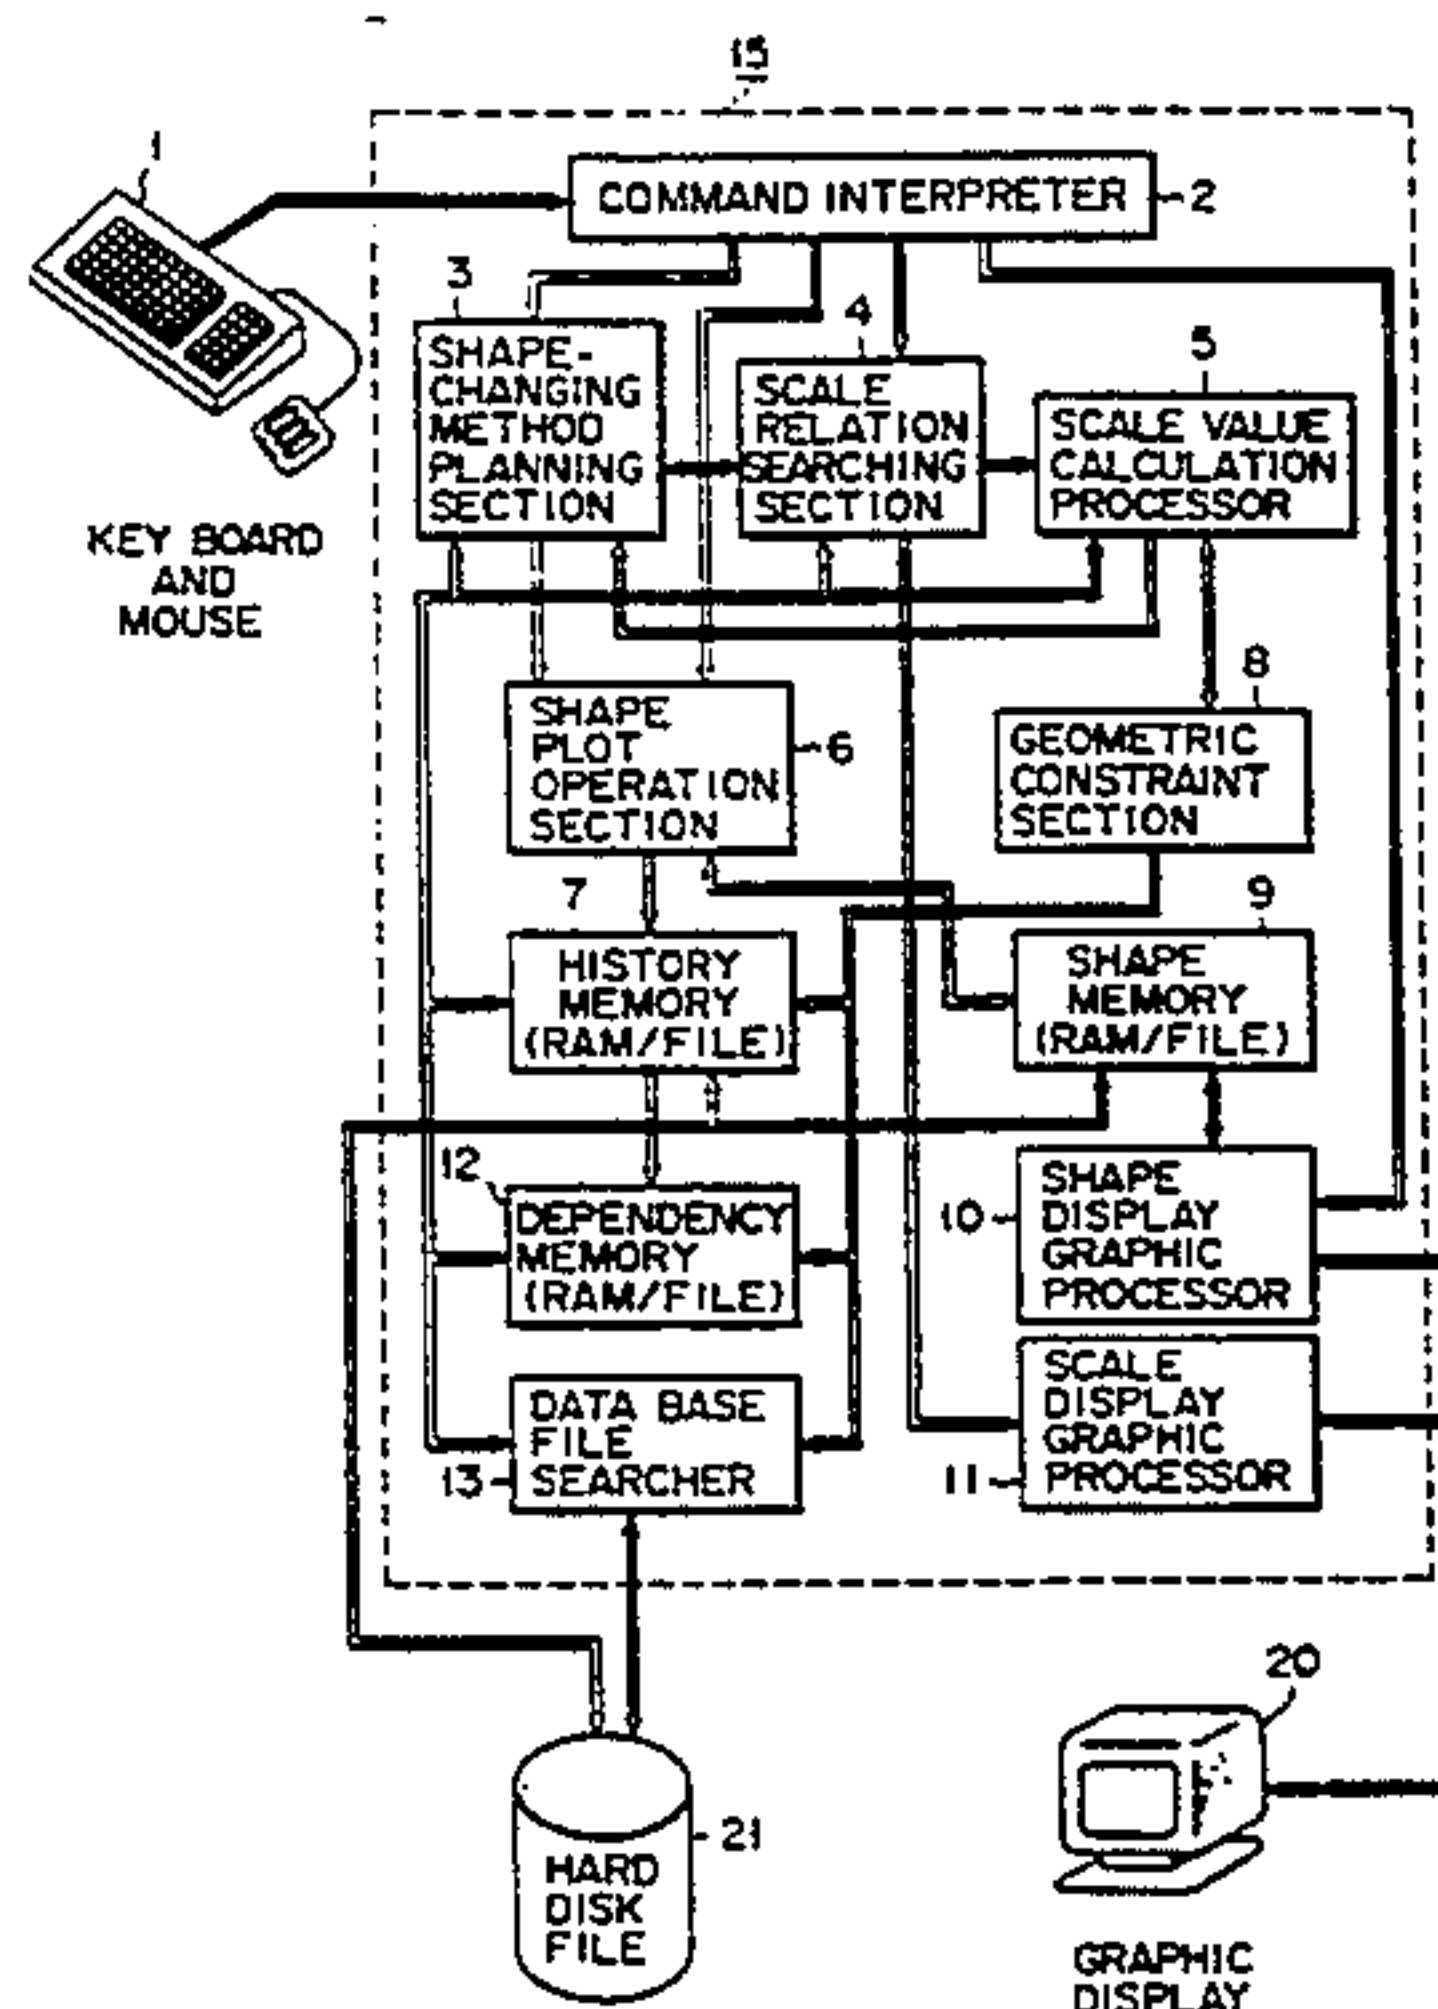 15
1
COMMAND INTERPRETER
2
3
SHAPE-
CHANGING
METHOD
PLANNING
SECTION
4
SCALE
RELATION
SEARCHING
SECTION
5
SCALE VALUE
CALCULATION
PROCESSOR
KEY BOARD
AND
MOUSE
SHAPE
PLOT
OPERATION
SECTION
6
8
GEOMETRIC
CONSTRAINT
SECTION
7
HISTORY
MEMORY
(RAM/FILE)
9
SHAPE
MEMORY
(RAM/FILE)
12
DEPENDENCY
MEMORY
(RAM/FILE)
10
SHAPE
DISPLAY
GRAPHIC
PROCESSOR
DATA BASE
FILE
SEARCHER
13
11
SCALE
DISPLAY
GRAPHIC
PROCESSOR
20
21
HARD
DISK
FILE
GRAPHIC
DISPLAY